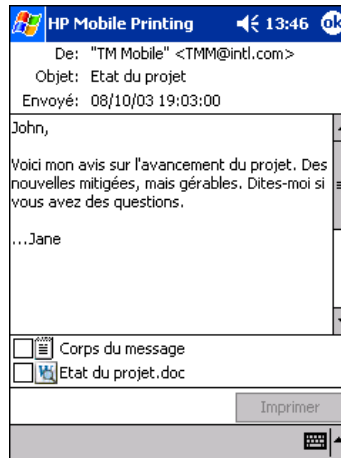 HP Mobile Printing 13:46 ok
De: "TM Mobile" <TMM@intl.com>
Objet: Etat du projet
Envoyé: 08/10/03 19:03:00
John,
Voici mon avis sur l'avancement du projet. Des
nouvelles mitigées, mais gérables. Dites-moi si
vous avez des questions.
...Jane
Corps du message
Etat du projet.doc
Imprimer